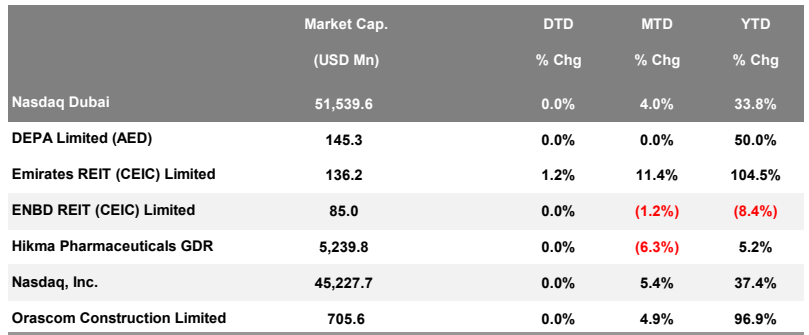 Market Cap. DTD MTD YTD
(USD Mn) % Chg % Chg % Chg
Nasdaq Dubai 51,539.6 0.0% 4.0% 33.8%
DEPA Limited (AED) 145.3 0.0% 0.0% 50.0%
Emirates REIT (CEIC) Limited 136.2 1.2% 11.4% 104.5%
ENBD REIT (CEIC) Limited 85.0 0.0% (1.2%) (8.4%)
Hikma Pharmaceuticals GDR 5,239.8 0.0% (6.3%) 5.2%
Nasdaq, Inc. 45,227.7 0.0% 5.4% 37.4%
Orascom Construction Limited 705.6 0.0% 4.9% 96.9%